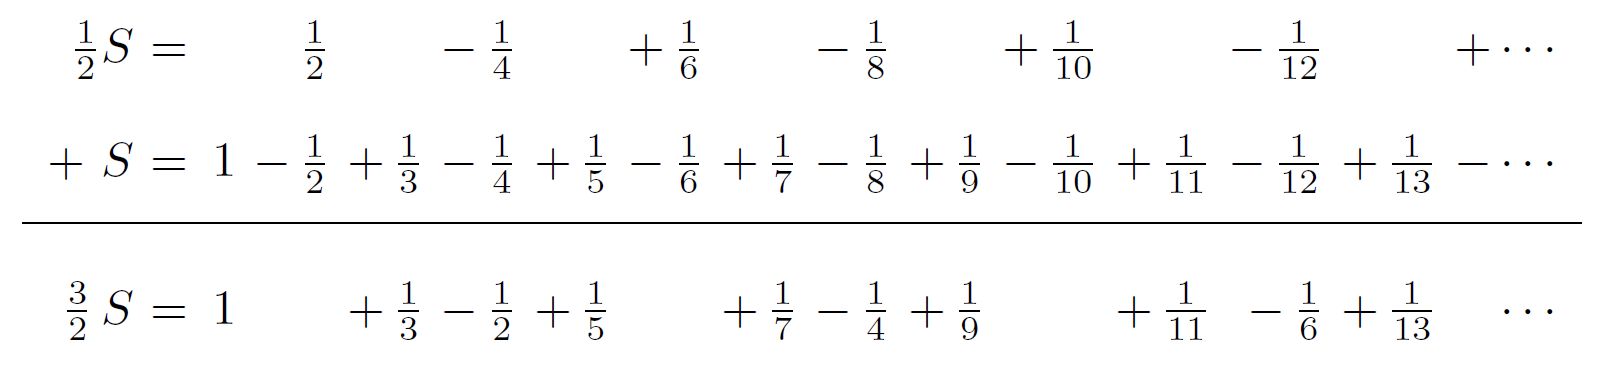 $\frac{1}{2}S = \frac{1}{2} - \frac{1}{4} + \frac{1}{6} - \frac{1}{8} + \frac{1}{10} - \frac{1}{12} + \cdots$
$+ \; S = 1 - \frac{1}{2} + \frac{1}{3} - \frac{1}{4} + \frac{1}{5} - \frac{1}{6} + \frac{1}{7} - \frac{1}{8} + \frac{1}{9} - \frac{1}{10} + \frac{1}{11} - \frac{1}{12} + \frac{1}{13} - \cdots$
$\frac{3}{2}S = 1 + \frac{1}{3} - \frac{1}{2} + \frac{1}{5} + \frac{1}{7} - \frac{1}{4} + \frac{1}{9} + \frac{1}{11} - \frac{1}{6} + \frac{1}{13} \cdots$